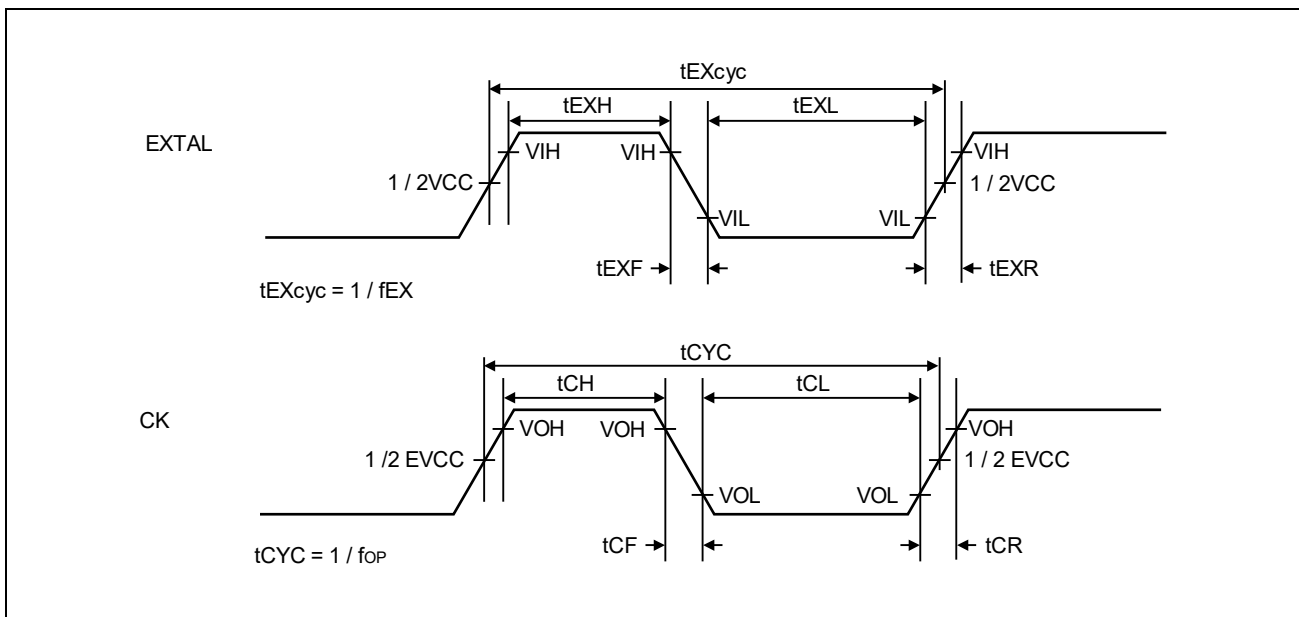 tEXcyc
tEXH tEXL
EXTAL
VIH VIH VIH
1 / 2VCC 1 / 2VCC
VIL VIL
tEXF tEXR
tEXcyc = 1 / fEX
tCYC
tCH tCL
CK
VOH VOH VOH
1 /2 EVCC 1 / 2 EVCC
VOL VOL
tCF tCR
tCYC = 1 / fOP